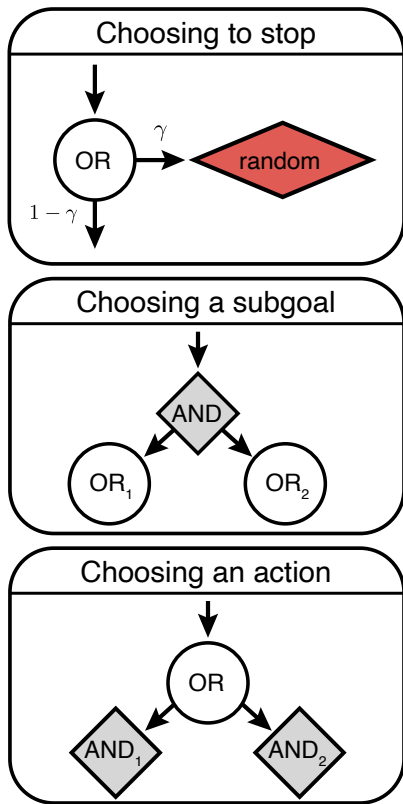 Choosing to stop
OR
γ
random
1 − γ
Choosing a subgoal
AND
OR₁
OR₂
Choosing an action
OR
AND₁
AND₂